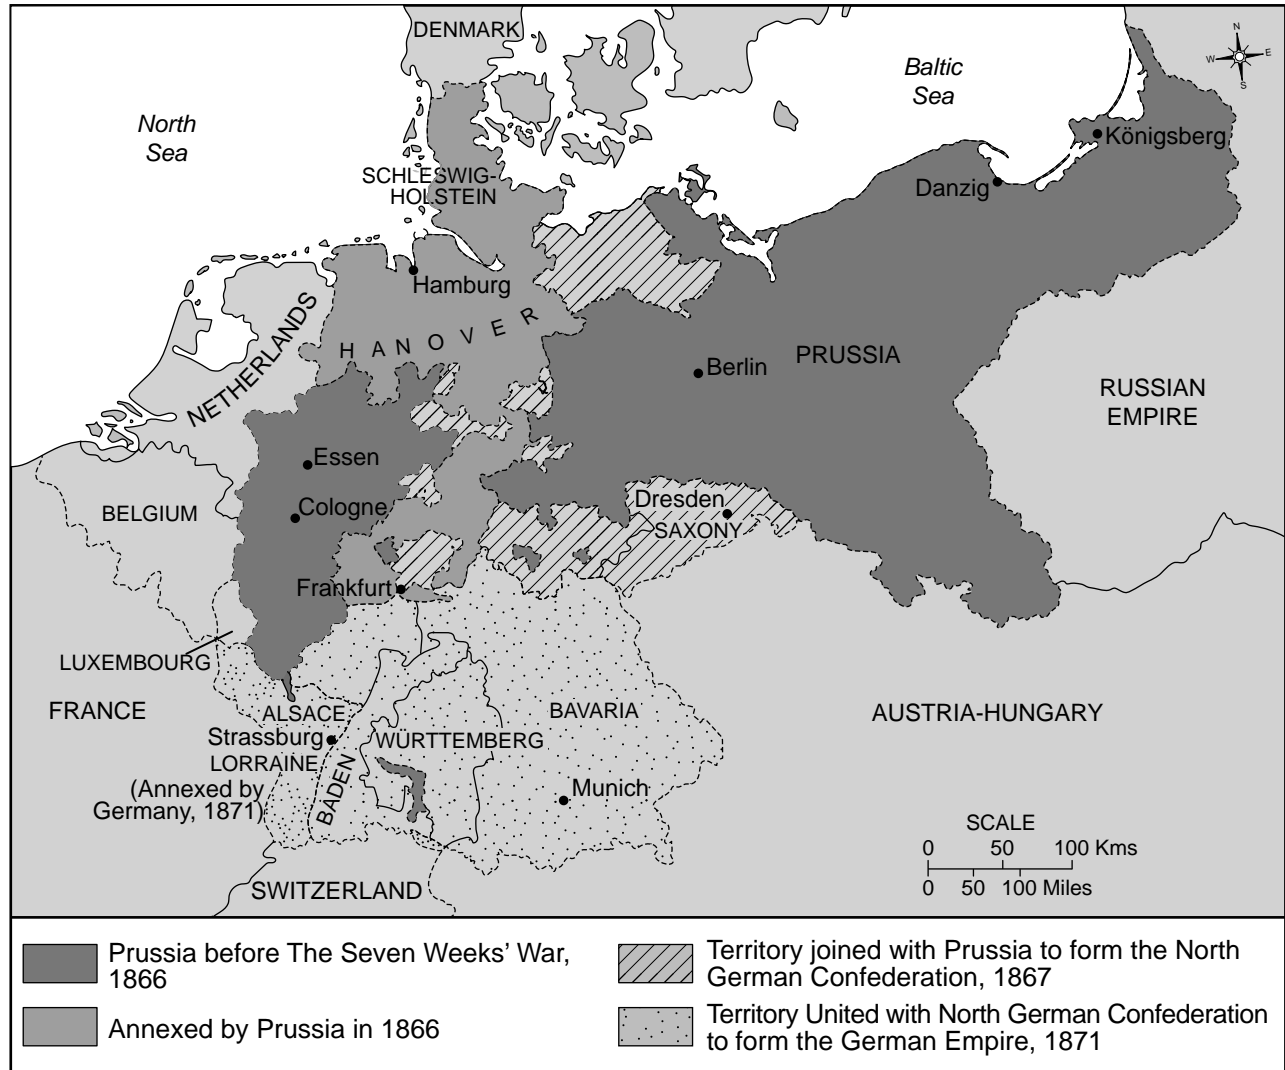 DENMARK
N
W
E
S
Baltic
Sea
North
Sea
Königsberg
SCHLESWIG-
HOLSTEIN
Danzig
Hamburg
NETHERLANDS
HANOVER
PRUSSIA
Berlin
RUSSIAN
EMPIRE
Essen
Dresden
Cologne
BELGIUM
SAXONY
Frankfurt
LUXEMBOURG
FRANCE
ALSACE
BAVARIA
AUSTRIA-HUNGARY
Strassburg
WÜRTTEMBERG
LORRAINE
(Annexed by
Germany, 1871)
BADEN
Munich
SCALE
0 50 100 Kms
0 50 100 Miles
SWITZERLAND
Prussia before The Seven Weeks' War,
1866
Annexed by Prussia in 1866
Territory joined with Prussia to form the North
German Confederation, 1867
Territory United with North German Confederation
to form the German Empire, 1871